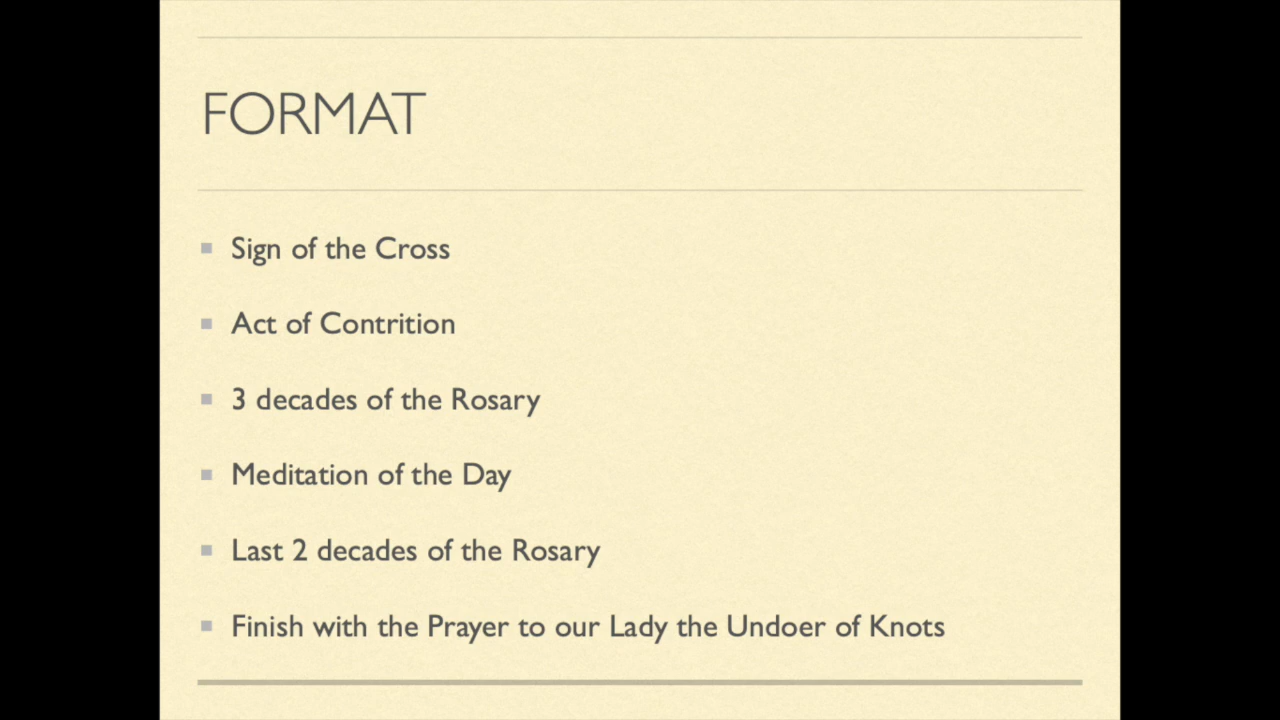 FORMAT
Sign of the Cross
Act of Contrition
3 decades of the Rosary
Meditation of the Day
Last 2 decades of the Rosary
Finish with the Prayer to our Lady the Undoer of Knots